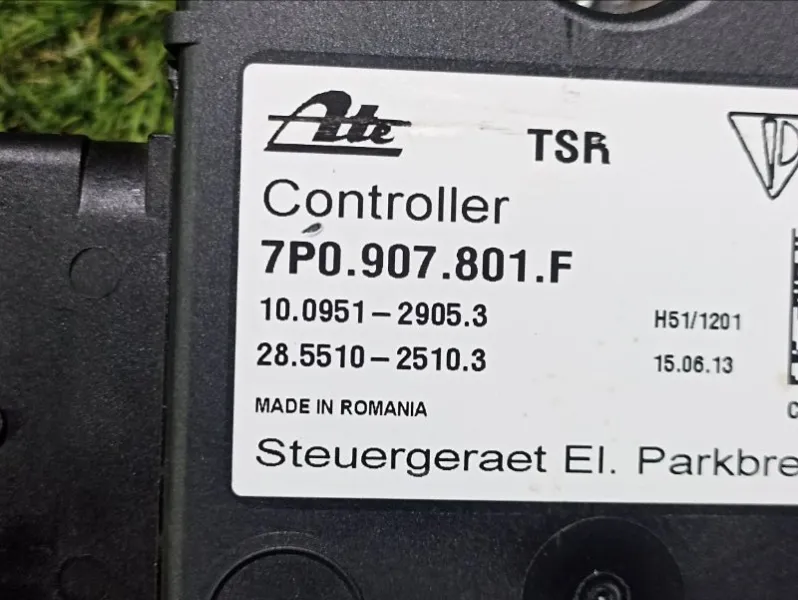 Ate
TSR
Controller
7P0.907.801.F
10.0951-2905.3
H51/1201
28.5510-2510.3
15.06.13
MADE IN ROMANIA
Steuergeraet El.